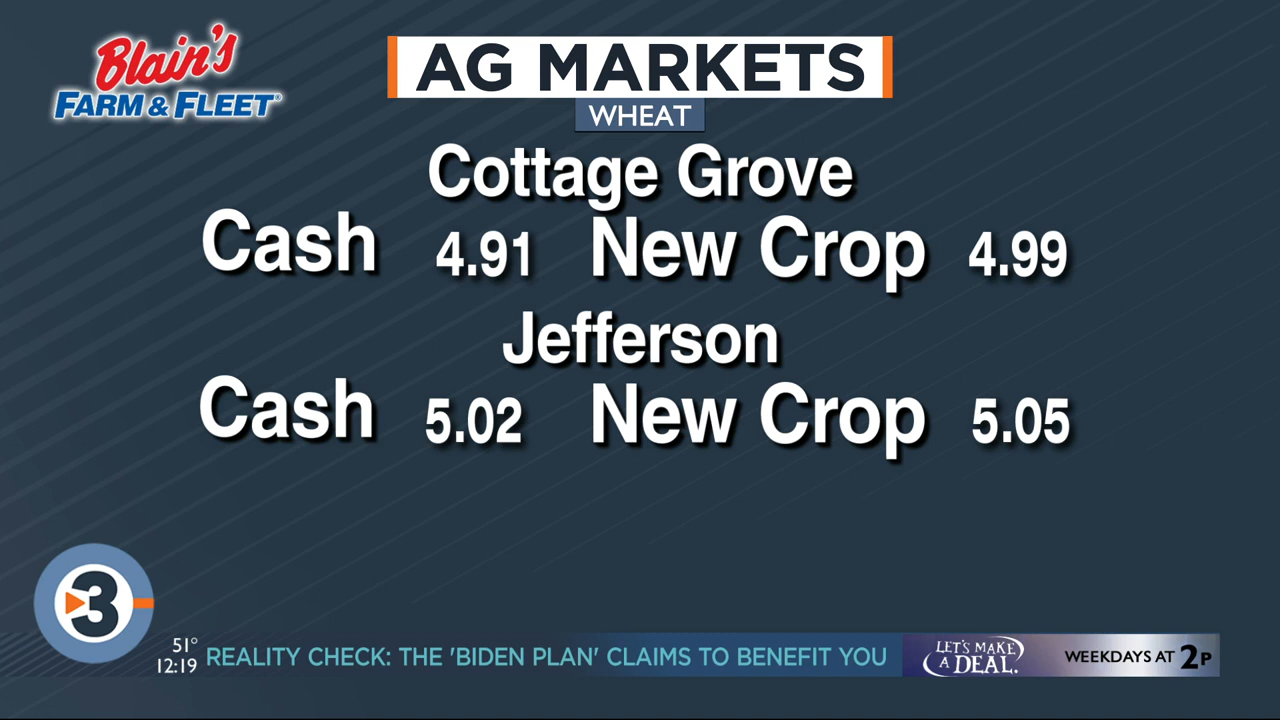 Blain's
FARM & FLEET®
AG MARKETS
WHEAT
Cottage Grove
Cash 4.91 New Crop 4.99
Jefferson
Cash 5.02 New Crop 5.05
3
51°
12:19
REALITY CHECK: THE 'BIDEN PLAN' CLAIMS TO BENEFIT YOU
LET'S MAKE
A DEAL.
WEEKDAYS AT 2P